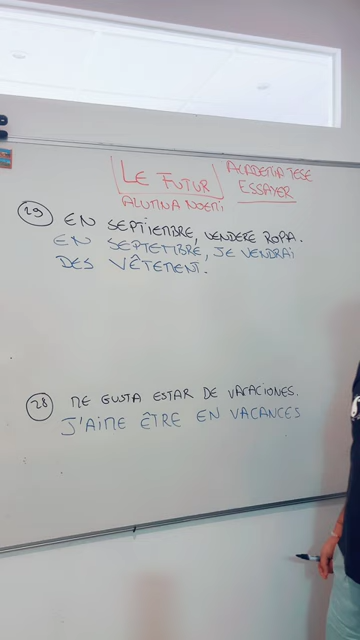 LE FUTUR
ACADEMIA TESE
ALUMNA NOEMI
ESSAYER
29 EN SEPTIEMBRE, VENDERÉ ROPA.
EN SEPTEMBRE, JE VENDRAI
DES VÊTEMENT.
28 ME GUSTA ESTAR DE VACACIONES.
J'AIME ÊTRE EN VACANCES